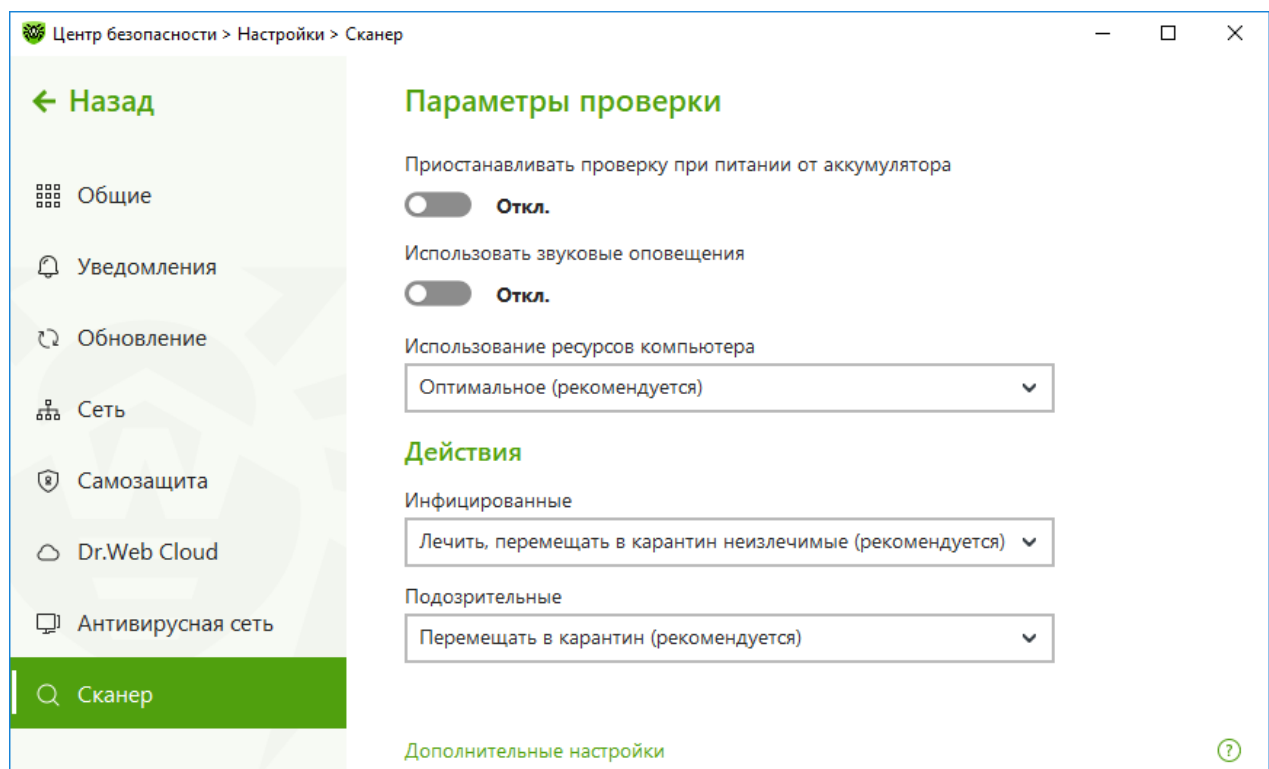 Центр безопасности > Настройки > Сканер
Назад
Общие
Уведомления
Обновление
Сеть
Самозащита
Dr.Web Cloud
Антивирусная сеть
Сканер
Параметры проверки
Приостанавливать проверку при питании от аккумулятора
Откл.
Использовать звуковые оповещения
Откл.
Использование ресурсов компьютера
Оптимальное (рекомендуется)
Действия
Инфицированные
Лечить, перемещать в карантин неизлечимые (рекомендуется)
Подозрительные
Перемещать в карантин (рекомендуется)
Дополнительные настройки
?